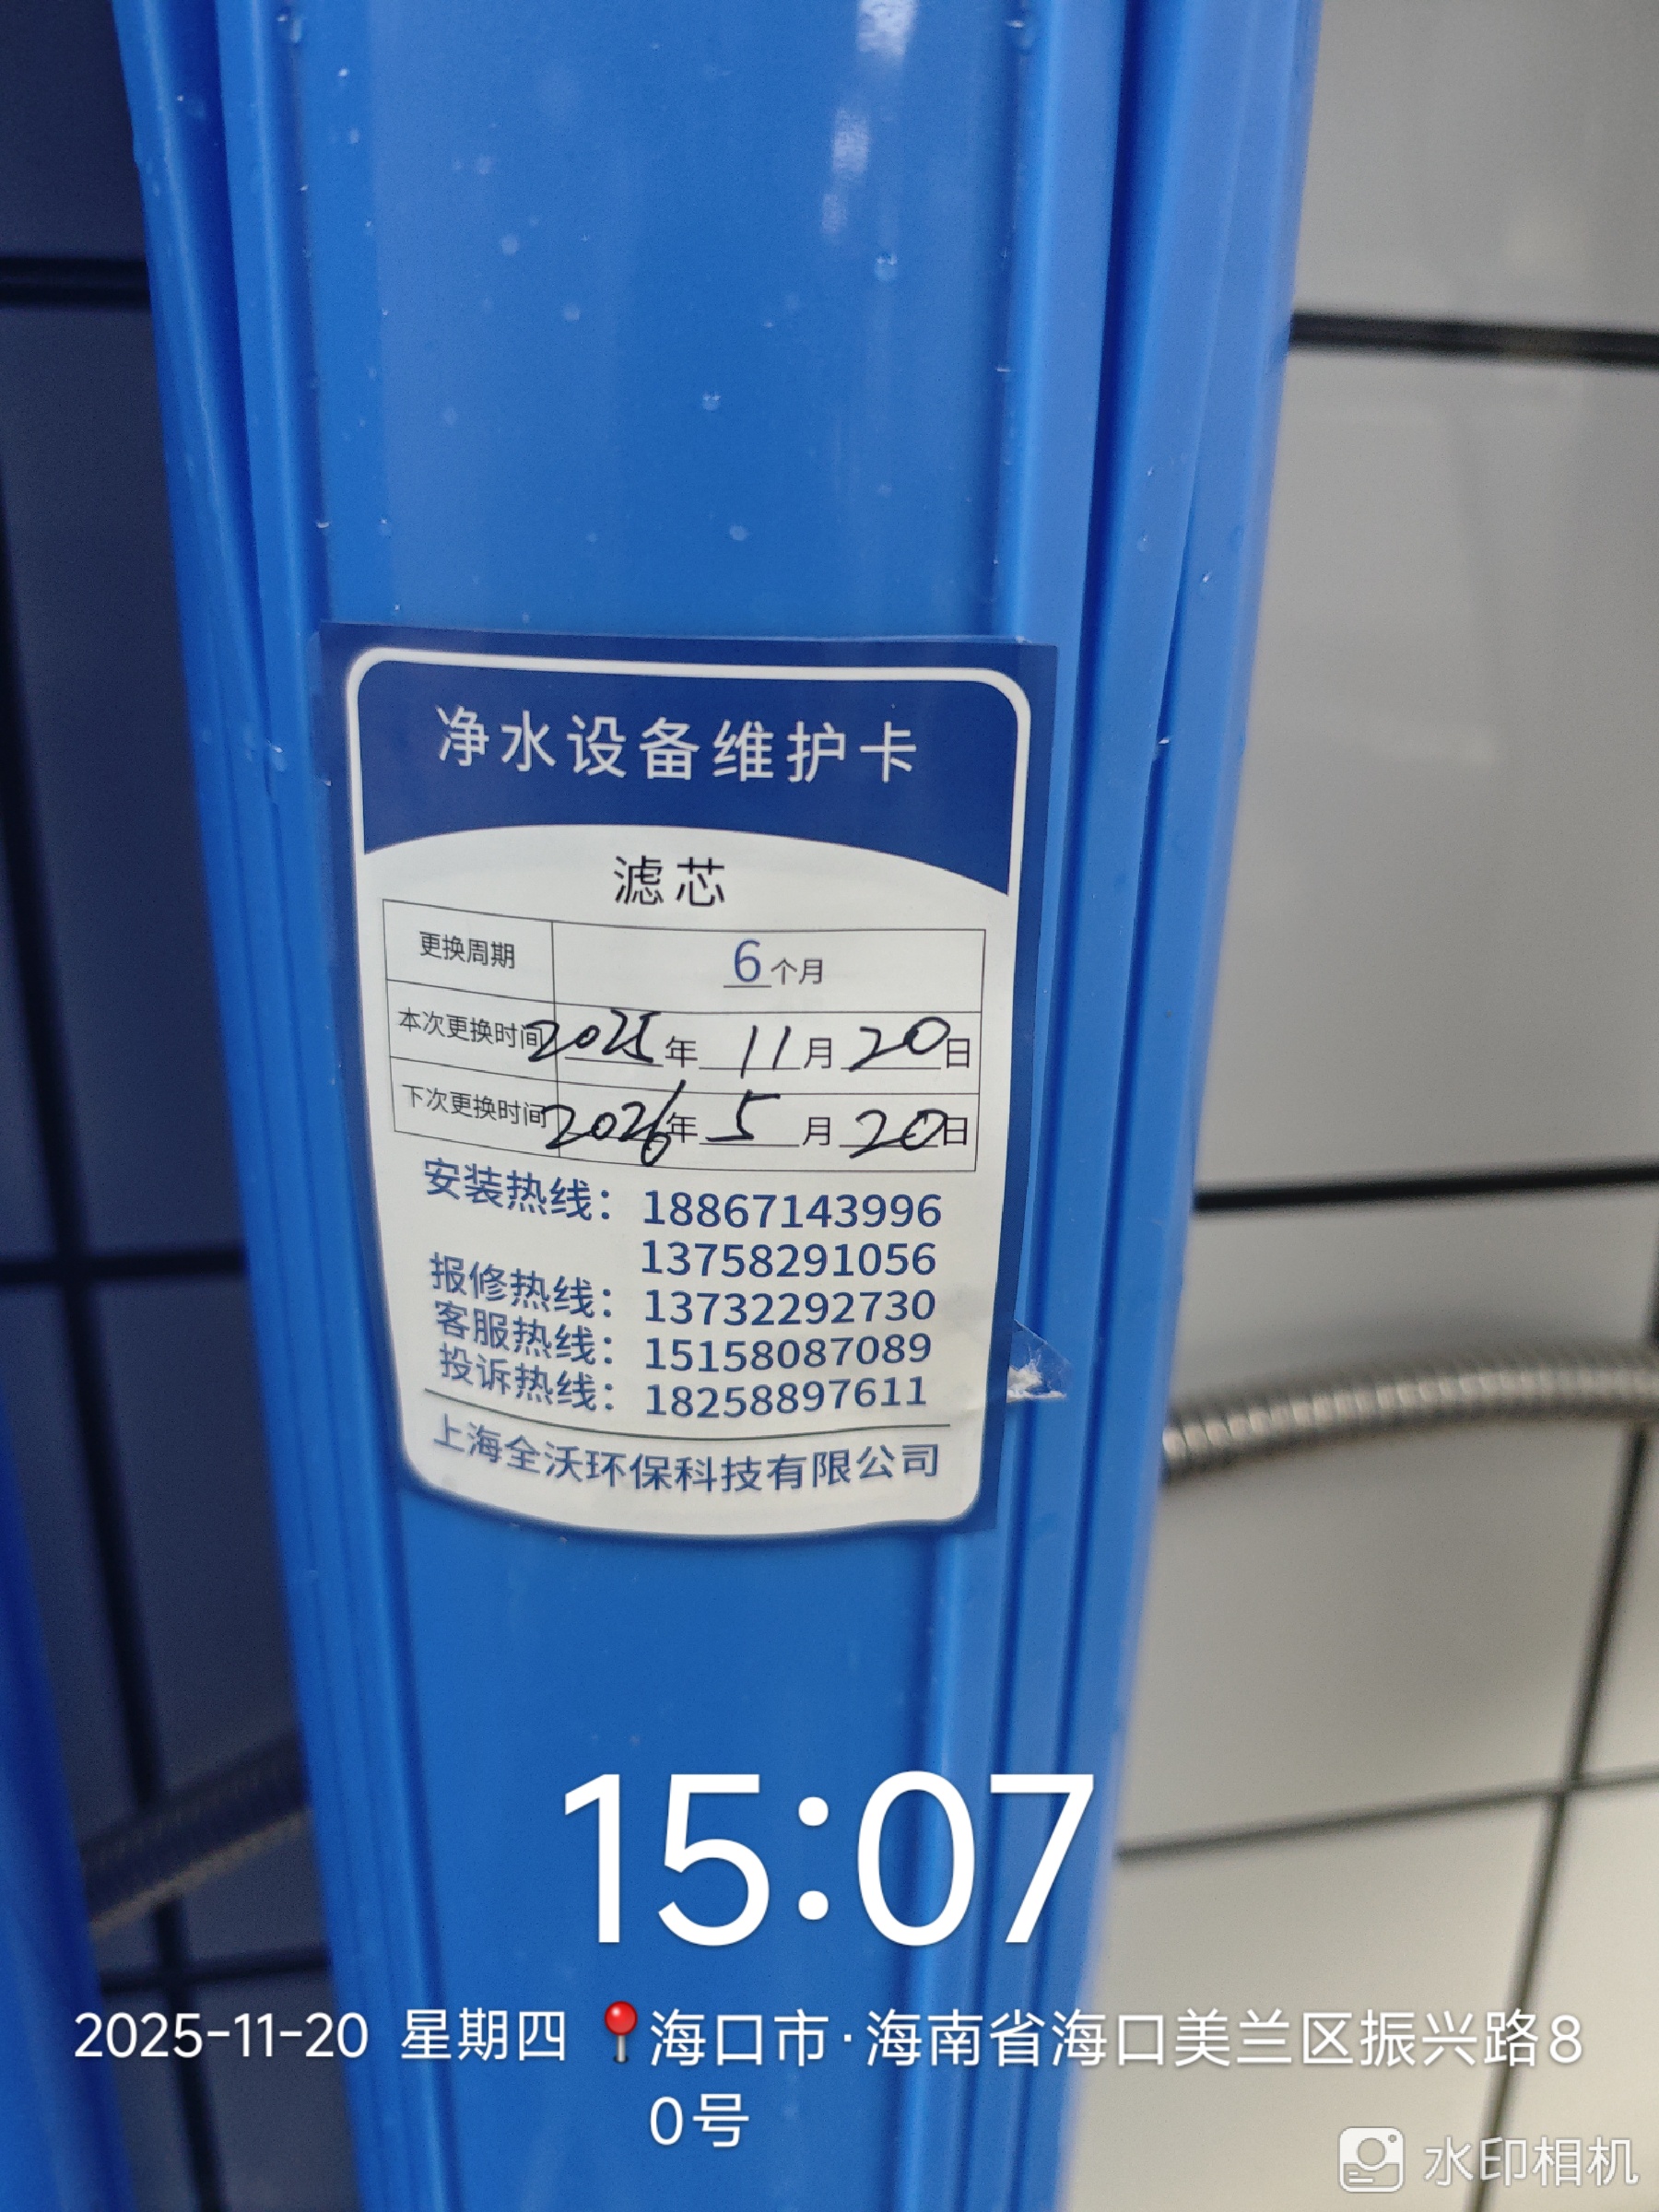 净水设备维护卡
滤芯
更换周期 6个月
本次更换时间 2025年 11月 20日
下次更换时间 2026年 5月 20日
安装热线：18867143996
13758291056
报修热线：13732292730
客服热线：15158087089
投诉热线：18258897611
上海全沃环保科技有限公司
15:07
2025-11-20 星期四 海口市·海南省海口美兰区振兴路8
0号
水印相机